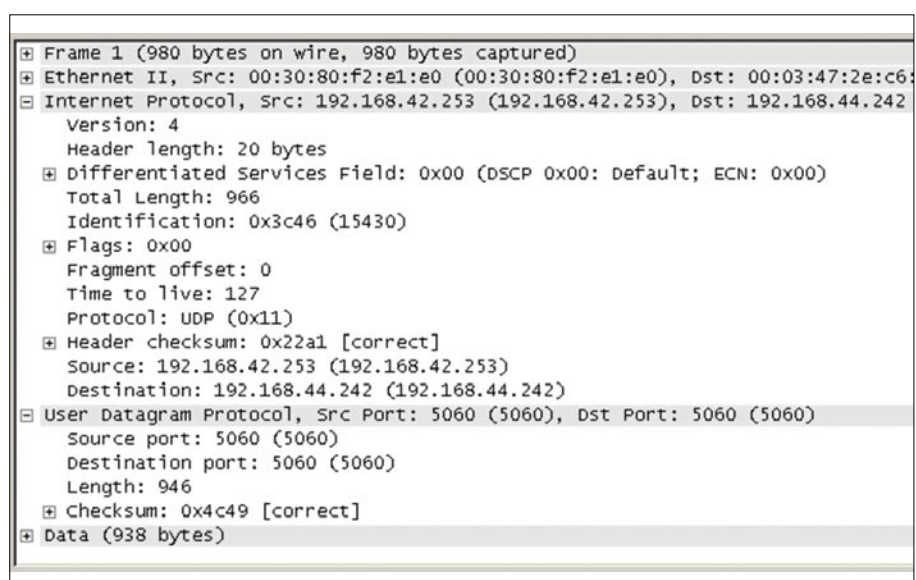 Frame 1 (980 bytes on wire, 980 bytes captured)
Ethernet II, Src: 00:30:80:f2:e1:e0 (00:30:80:f2:e1:e0), Dst: 00:03:47:2e:c6:
Internet Protocol, Src: 192.168.42.253 (192.168.42.253), Dst: 192.168.44.242
Version: 4
Header length: 20 bytes
Differentiated Services Field: 0x00 (DSCP 0x00: Default; ECN: 0x00)
Total Length: 966
Identification: 0x3c46 (15430)
Flags: 0x00
Fragment offset: 0
Time to live: 127
Protocol: UDP (0x11)
Header checksum: 0x22a1 [correct]
Source: 192.168.42.253 (192.168.42.253)
Destination: 192.168.44.242 (192.168.44.242)
User Datagram Protocol, Src Port: 5060 (5060), Dst Port: 5060 (5060)
Source port: 5060 (5060)
Destination port: 5060 (5060)
Length: 946
Checksum: 0x4c49 [correct]
Data (938 bytes)